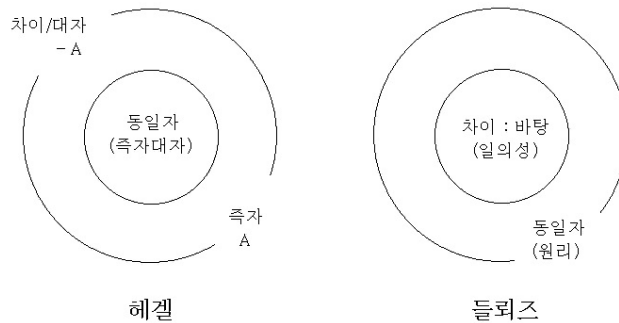 차이/대자
– A
동일자
(즉자대자)
즉자
A
헤겔
차이 : 바탕
(일의성)
동일자
(원리)
들뢰즈